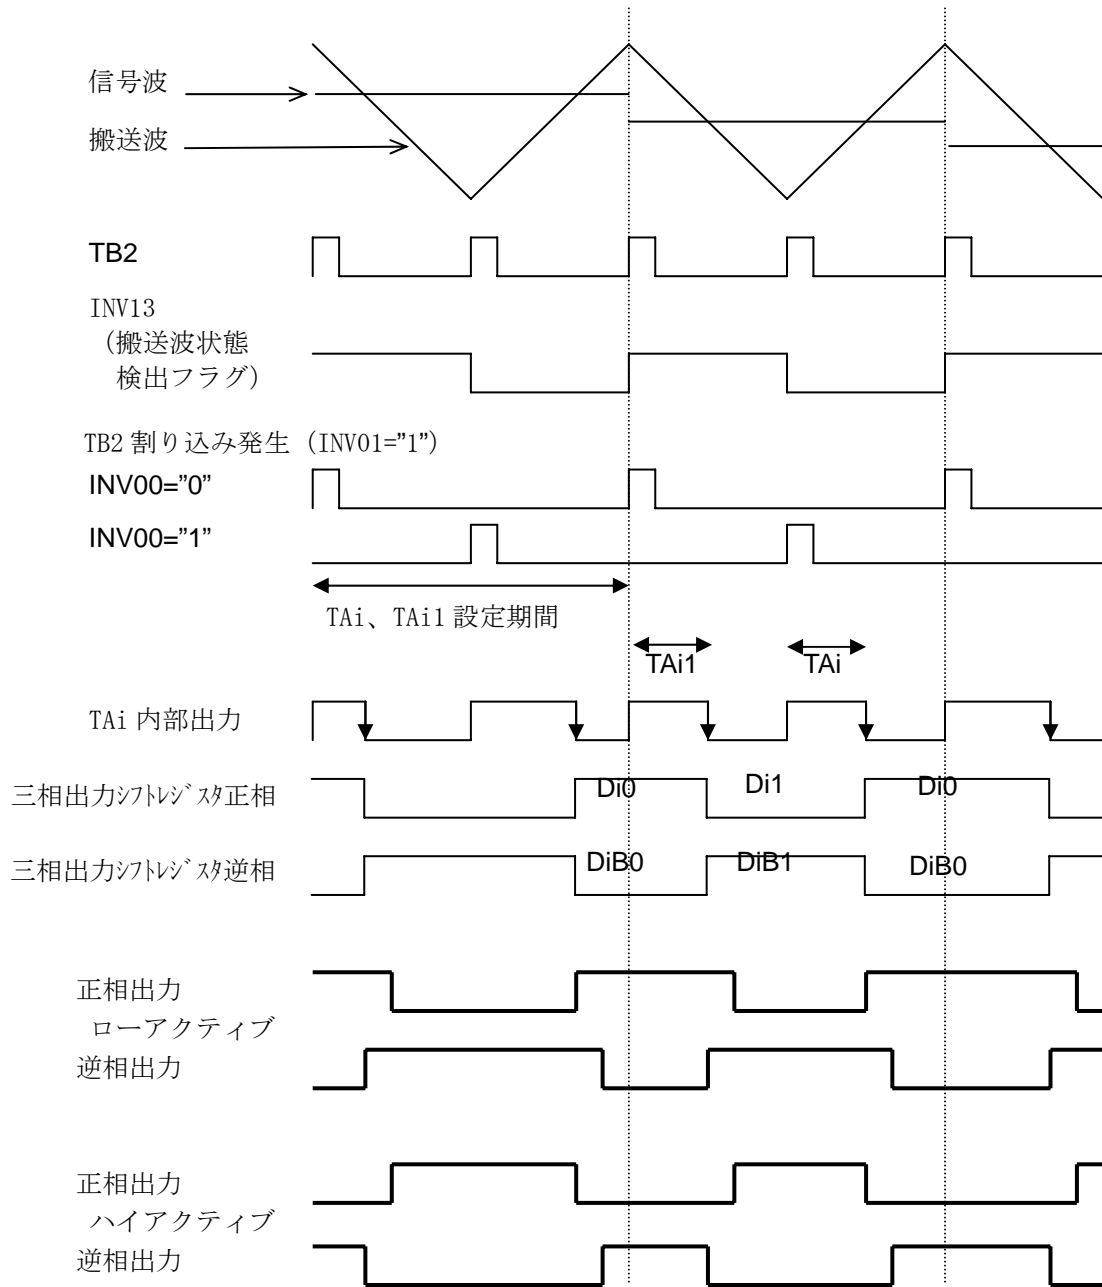 信号波
搬送波
TB2
INV13
(搬送波状態
検出フラグ)
TB2 割り込み発生 (INV01="1")
INV00="0"
INV00="1"
TAi、TAi1 設定期間
TAi1 TAi
TAi 内部出力
三相出力ｼﾌﾄﾚｼﾞｽﾀ正相 Di0 Di1 Di0
三相出力ｼﾌﾄﾚｼﾞｽﾀ逆相 DiB0 DiB1 DiB0
正相出力
ローアクティブ
逆相出力
正相出力
ハイアクティブ
逆相出力